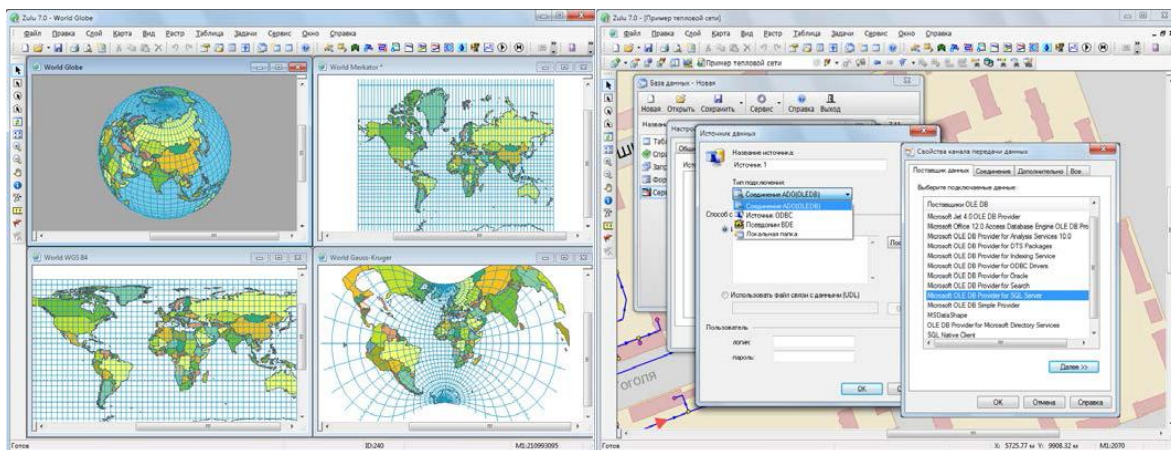 Zulu 7.0 - World Globe
Файл Правка Слой Карта Вид Растр Таблица Задачи Сервис Окно Справка
World Globe
World Merkator *
World WGS 84
World Gauss-Kruger
Готов
ID:240
M1:210993095
Zulu 7.0 - [Пример тепловой сети]
Файл Правка Слой Карта Вид Растр Таблица Задачи Сервис Окно Справка
Пример тепловой сети
База данных - Новая
Новая Открыть Сохранить Сервис Справка Выход
Источник данных
Название источника:
Источник 1
Тип подключения:
Соединение ADO(OLEDB)
Соединение ADO(OLEDB)
Источник ODBC
Псевдоним BDE
Локальная папка
Использовать файл связи с данными (UDL)
Пользователь
логин:
пароль:
OK
Свойства канала передачи данных
Поставщик данных Соединение Дополнительно Все
Выберите подключаемые данные:
Поставщики OLE DB
Microsoft Jet 4.0 OLE DB Provider
Microsoft Office 12.0 Access Database Engine OLE DB Pro
Microsoft OLE DB Provider for Analysis Services 10.0
Microsoft OLE DB Provider for DTS Packages
Microsoft OLE DB Provider for Indexing Service
Microsoft OLE DB Provider for ODBC Drivers
Microsoft OLE DB Provider for Oracle
Microsoft OLE DB Provider for Search
Microsoft OLE DB Provider for SQL Server
Microsoft OLE DB Simple Provider
MSDataShape
OLE DB Provider for Microsoft Directory Services
SQL Native Client
Далее >>
OK Отмена Справка
Гоголя
Готов
X: 5725.77 м Y: 9908.32 м
M1:2070